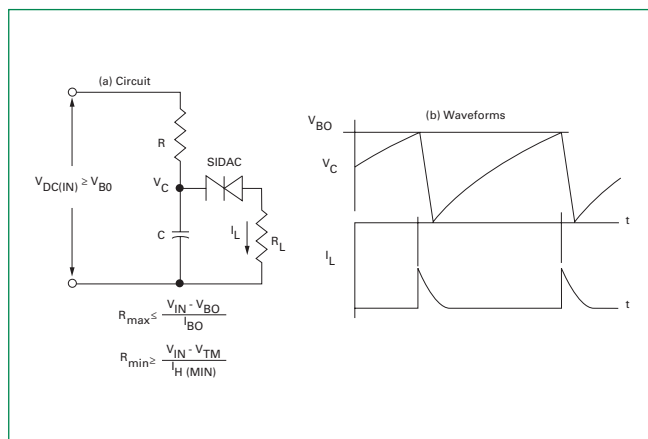 (a) Circuit
R
SIDAC
V_DC(IN) ≥ V_B0
V_C
C
I_L
R_L
R_max ≤ (V_IN - V_BO) / I_BO
R_min ≥ (V_IN - V_TM) / I_H (MIN)
(b) Waveforms
V_BO
V_C
t
I_L
t